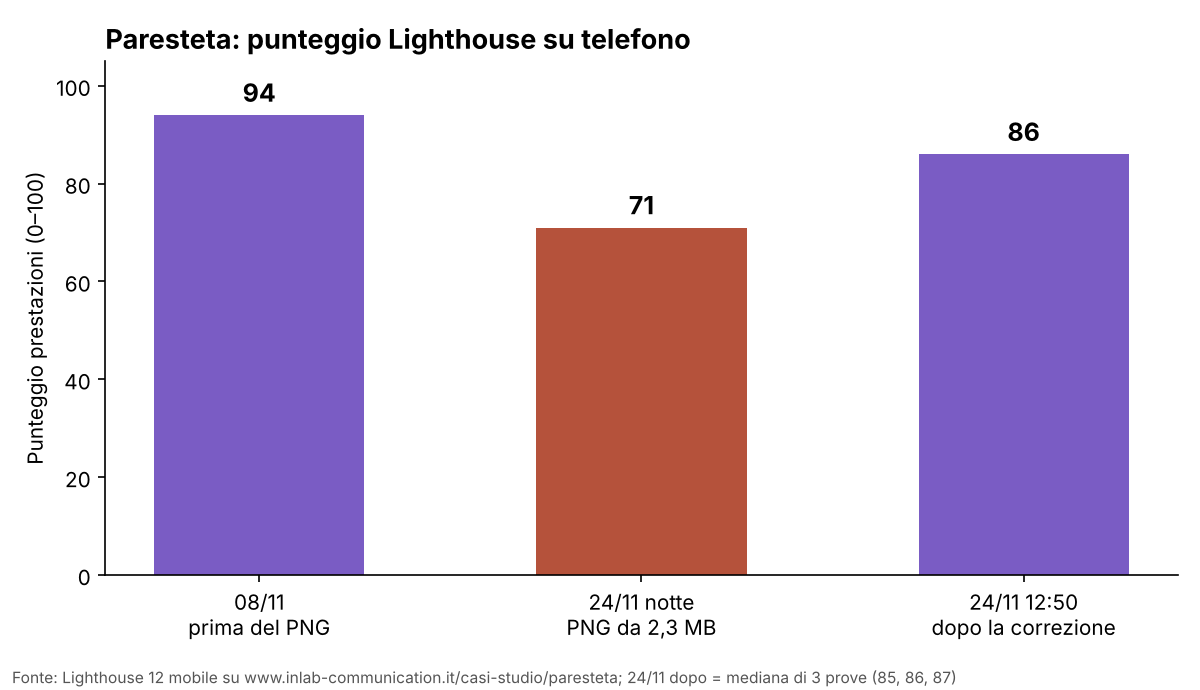 Paresteta: punteggio Lighthouse su telefono
Punteggio prestazioni (0–100)
100
80
60
40
20
0
94
71
86
08/11
prima del PNG
24/11 notte
PNG da 2,3 MB
24/11 12:50
dopo la correzione
Fonte: Lighthouse 12 mobile su www.inlab-communication.it/casi-studio/paresteta; 24/11 dopo = mediana di 3 prove (85, 86, 87)